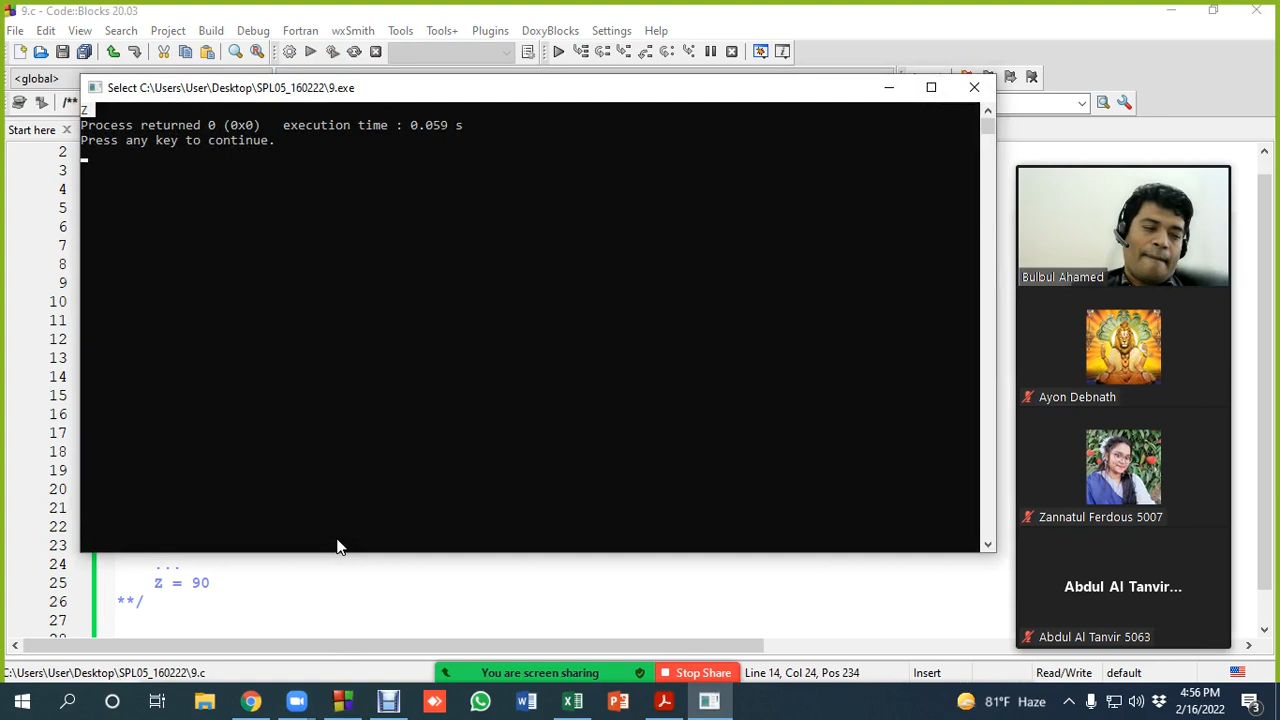 9.c - Code::Blocks 20.03
File Edit View Search Project Build Debug Fortran wxSmith Tools Tools+ Plugins DoxyBlocks Settings Help
<global>
/**
Start here
Select C:\Users\User\Desktop\SPL05_160222\9.exe
Z
Process returned 0 (0x0) execution time : 0.059 s
Press any key to continue.
2
3
4
5
6
7
8
9
10
11
12
13
14
15
16
17
18
19
20
21
22
23
24 ...
25 Z = 90
26 **/
27
28
Bulbul Ahamed
Ayon Debnath
Zannatul Ferdous 5007
Abdul Al Tanvir...
Abdul Al Tanvir 5063
C:\Users\User\Desktop\SPL05_160222\9.c
You are screen sharing
Stop Share
Line 14, Col 24, Pos 234
Insert
Read/Write
default
81°F Haze
4:56 PM
2/16/2022
3